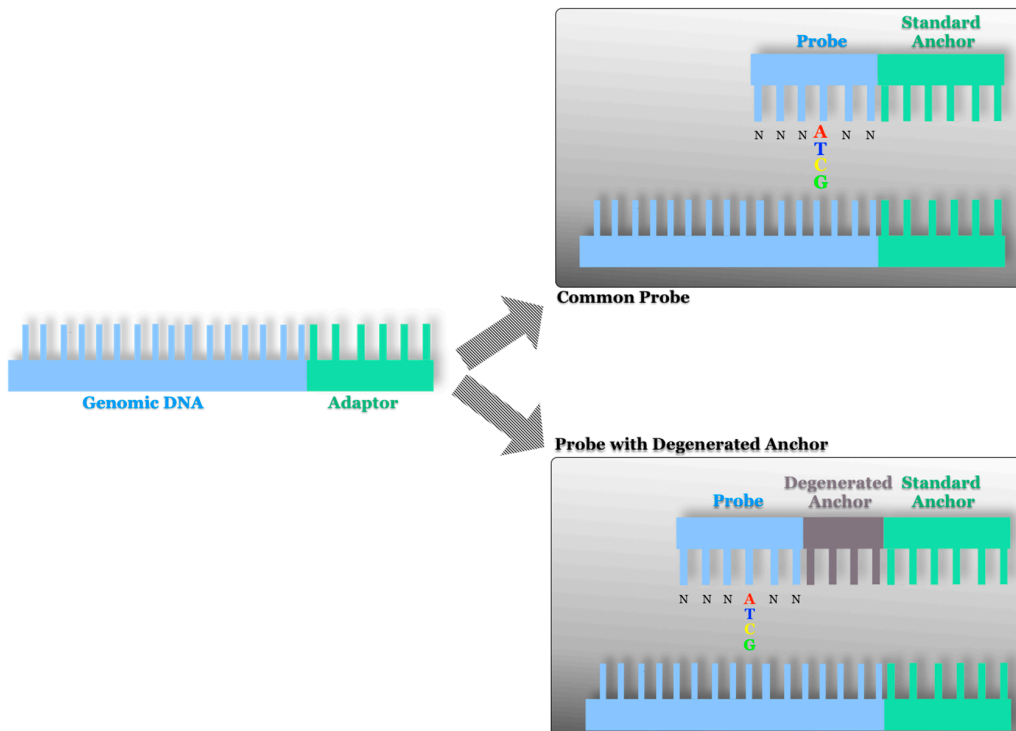 Standard
Probe Anchor
N N N A N N
T
C
G
Common Probe
Genomic DNA Adaptor
Probe with Degenerated Anchor
Degenerated Standard
Probe Anchor Anchor
N N N A N N
T
C
G